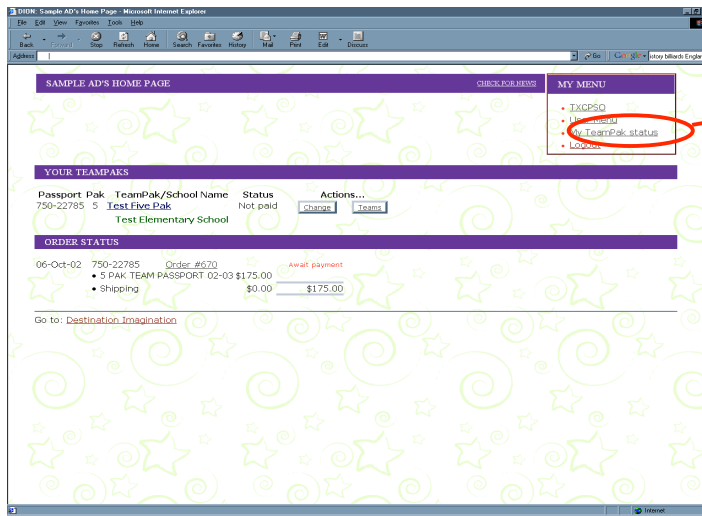 DION: Sample AD's Home Page - Microsoft Internet Explorer
File Edit View Favorites Tools Help
Back Forward Stop Refresh Home Search Favorites History Mail Print Edit Discuss
Address Go Google istory billiards Englan
SAMPLE AD'S HOME PAGE CHECK FOR NEWS
MY MENU
• TXCPSO
• User Menu
• My TeamPak status
• Logout
YOUR TEAMPAKS
Passport Pak TeamPak/School Name Status Actions...
750-22785 5 Test Five Pak Not paid Change Teams
Test Elementary School
ORDER STATUS
06-Oct-02 750-22785 Order #670 Await payment
• 5 PAK TEAM PASSPORT 02-03 $175.00
• Shipping $0.00 $175.00
Go to: Destination Imagination
Internet